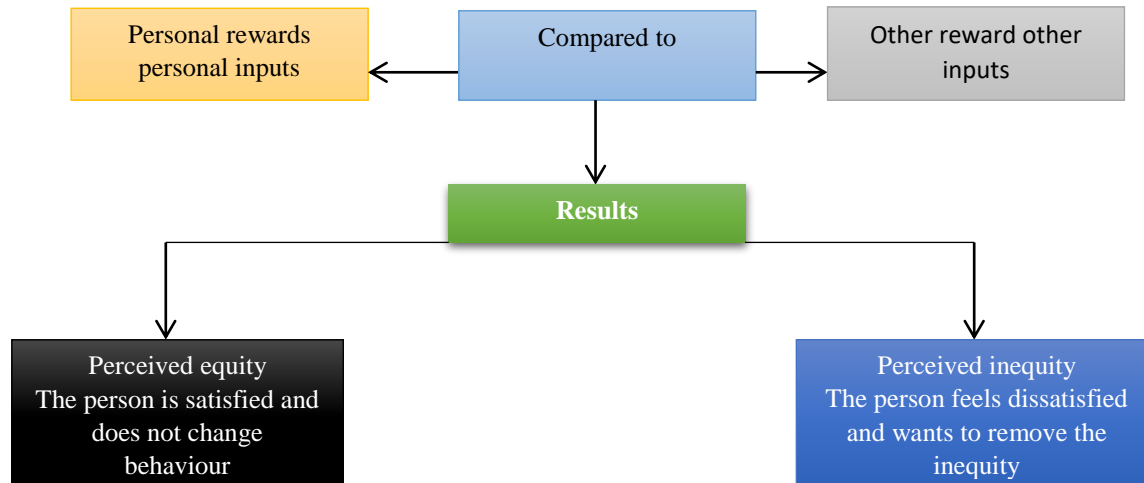 Personal rewards
personal inputs
Compared to
Other reward other
inputs
Results
Perceived equity
The person is satisfied and
does not change
behaviour
Perceived inequity
The person feels dissatisfied
and wants to remove the
inequity